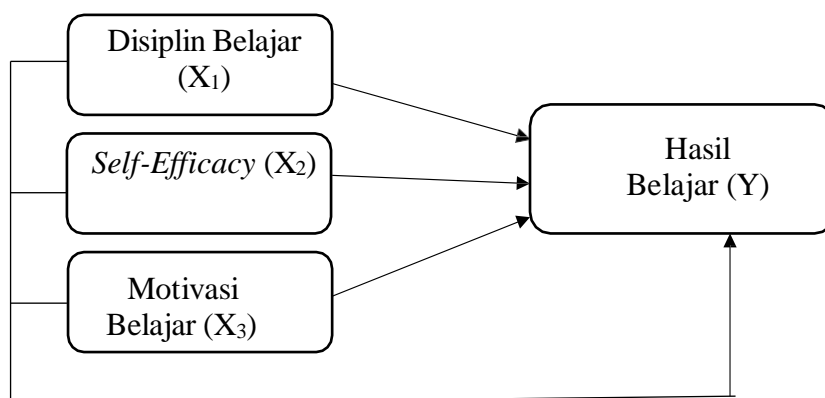 Disiplin Belajar
(X₁)
Self-Efficacy (X₂)
Motivasi
Belajar (X₃)
Hasil
Belajar (Y)